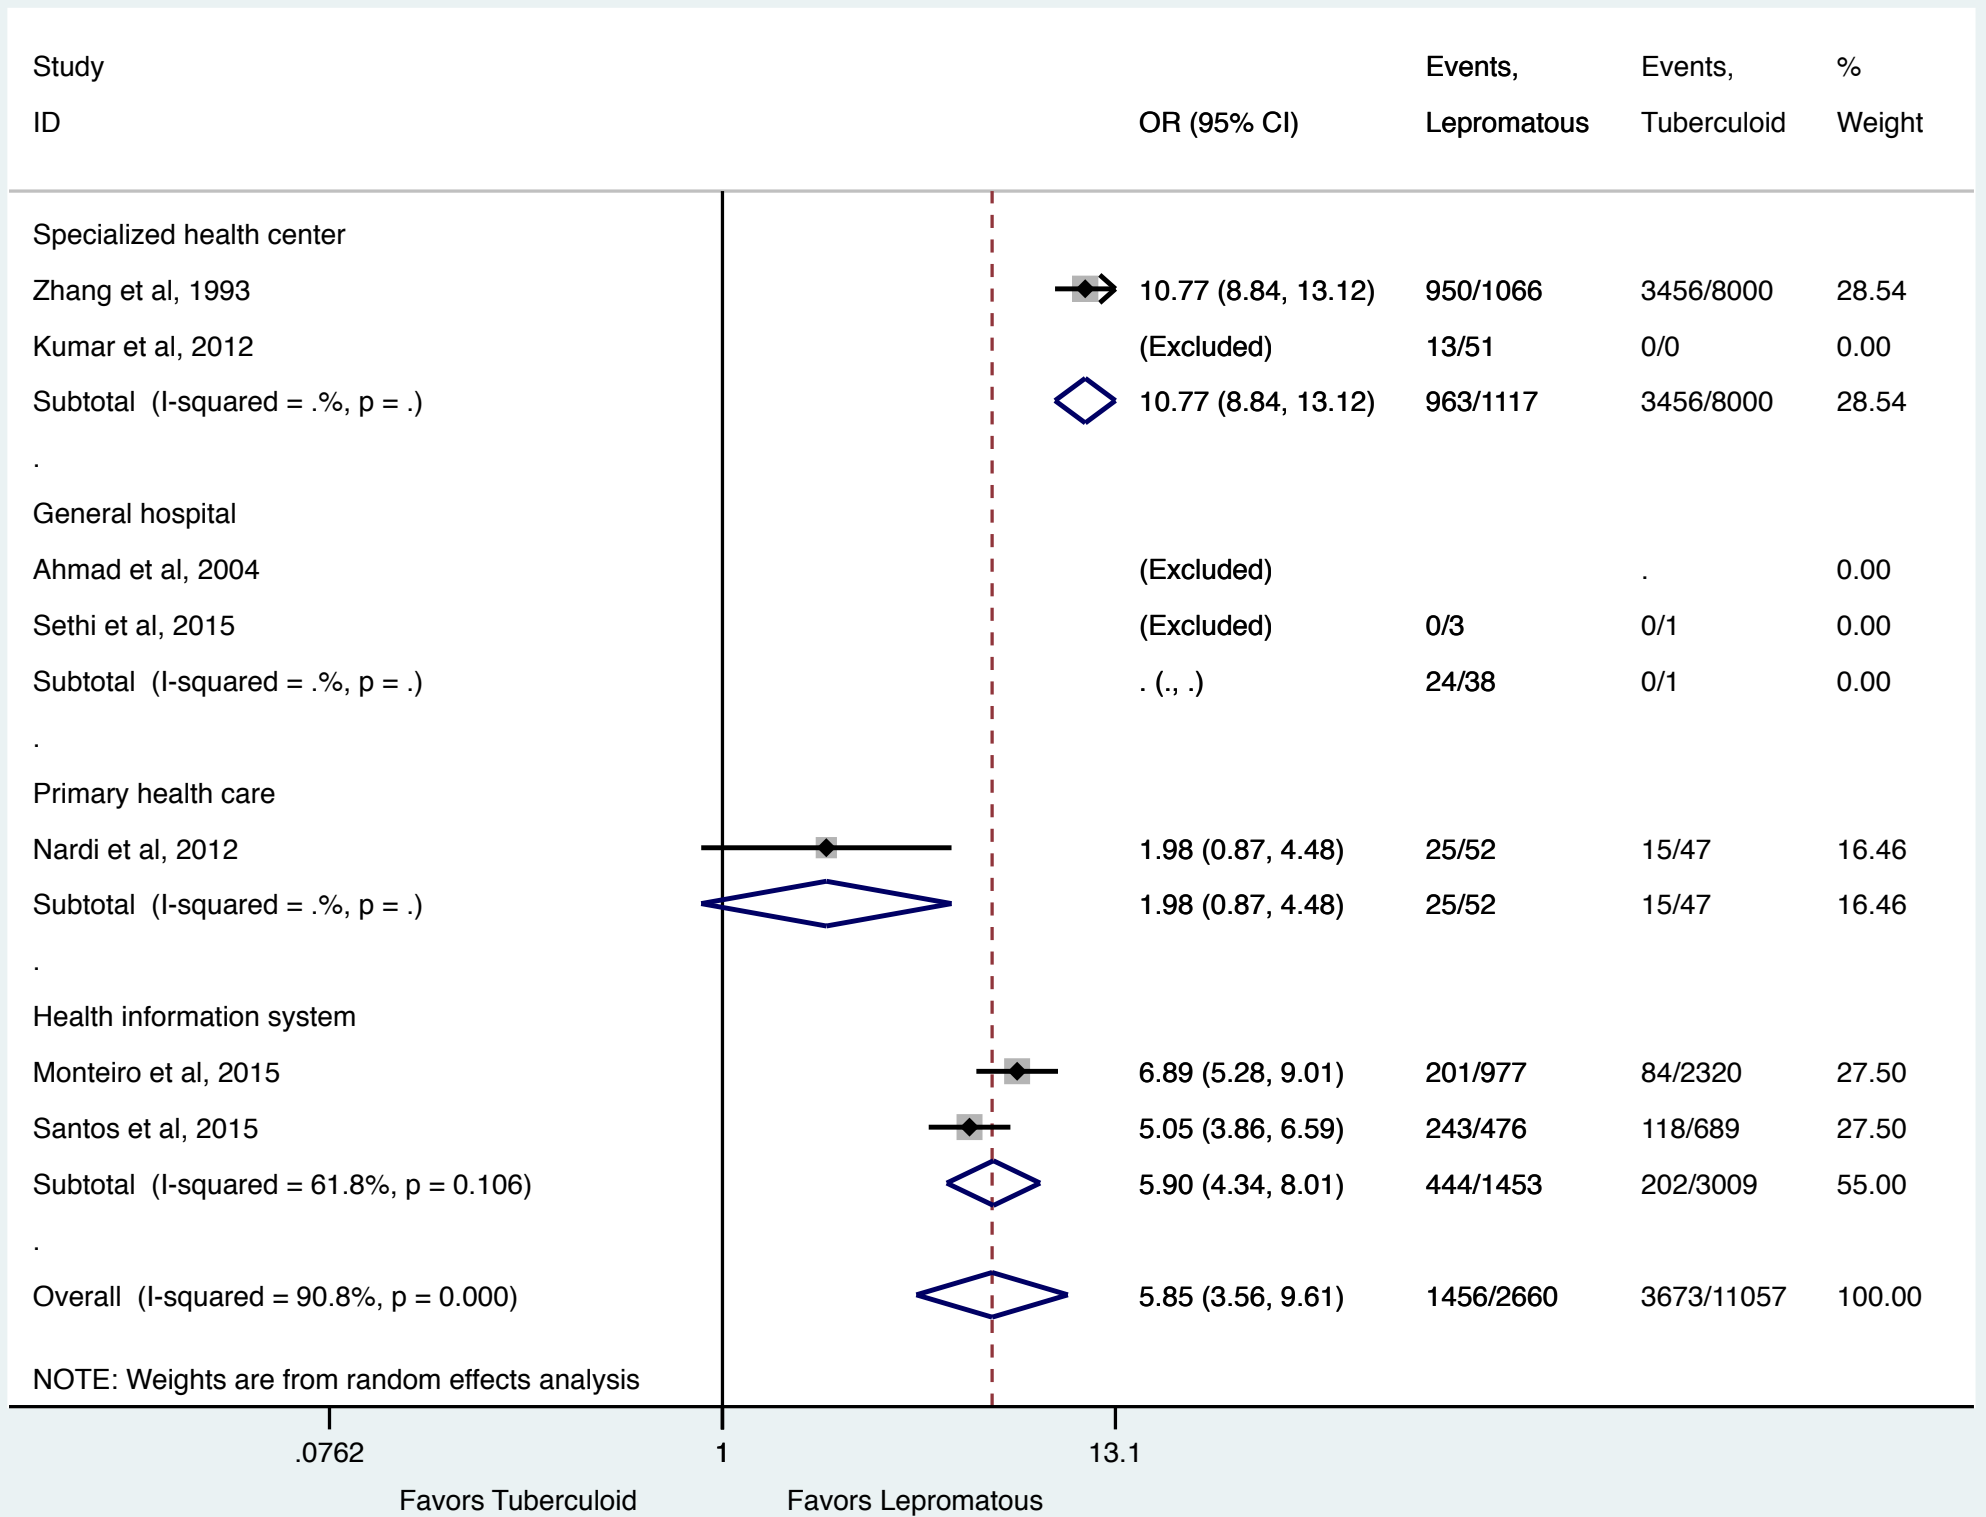 Study Events, Events, %
ID OR (95% CI) Lepromatous Tuberculoid Weight
Specialized health center
Zhang et al, 1993 10.77 (8.84, 13.12) 950/1066 3456/8000 28.54
Kumar et al, 2012 (Excluded) 13/51 0/0 0.00
Subtotal (I-squared = .%, p = .) 10.77 (8.84, 13.12) 963/1117 3456/8000 28.54
.
General hospital
Ahmad et al, 2004 (Excluded) . 0.00
Sethi et al, 2015 (Excluded) 0/3 0/1 0.00
Subtotal (I-squared = .%, p = .) . (., .) 24/38 0/1 0.00
.
Primary health care
Nardi et al, 2012 1.98 (0.87, 4.48) 25/52 15/47 16.46
Subtotal (I-squared = .%, p = .) 1.98 (0.87, 4.48) 25/52 15/47 16.46
.
Health information system
Monteiro et al, 2015 6.89 (5.28, 9.01) 201/977 84/2320 27.50
Santos et al, 2015 5.05 (3.86, 6.59) 243/476 118/689 27.50
Subtotal (I-squared = 61.8%, p = 0.106) 5.90 (4.34, 8.01) 444/1453 202/3009 55.00
.
Overall (I-squared = 90.8%, p = 0.000) 5.85 (3.56, 9.61) 1456/2660 3673/11057 100.00
NOTE: Weights are from random effects analysis
.0762 1 13.1
Favors Tuberculoid Favors Lepromatous